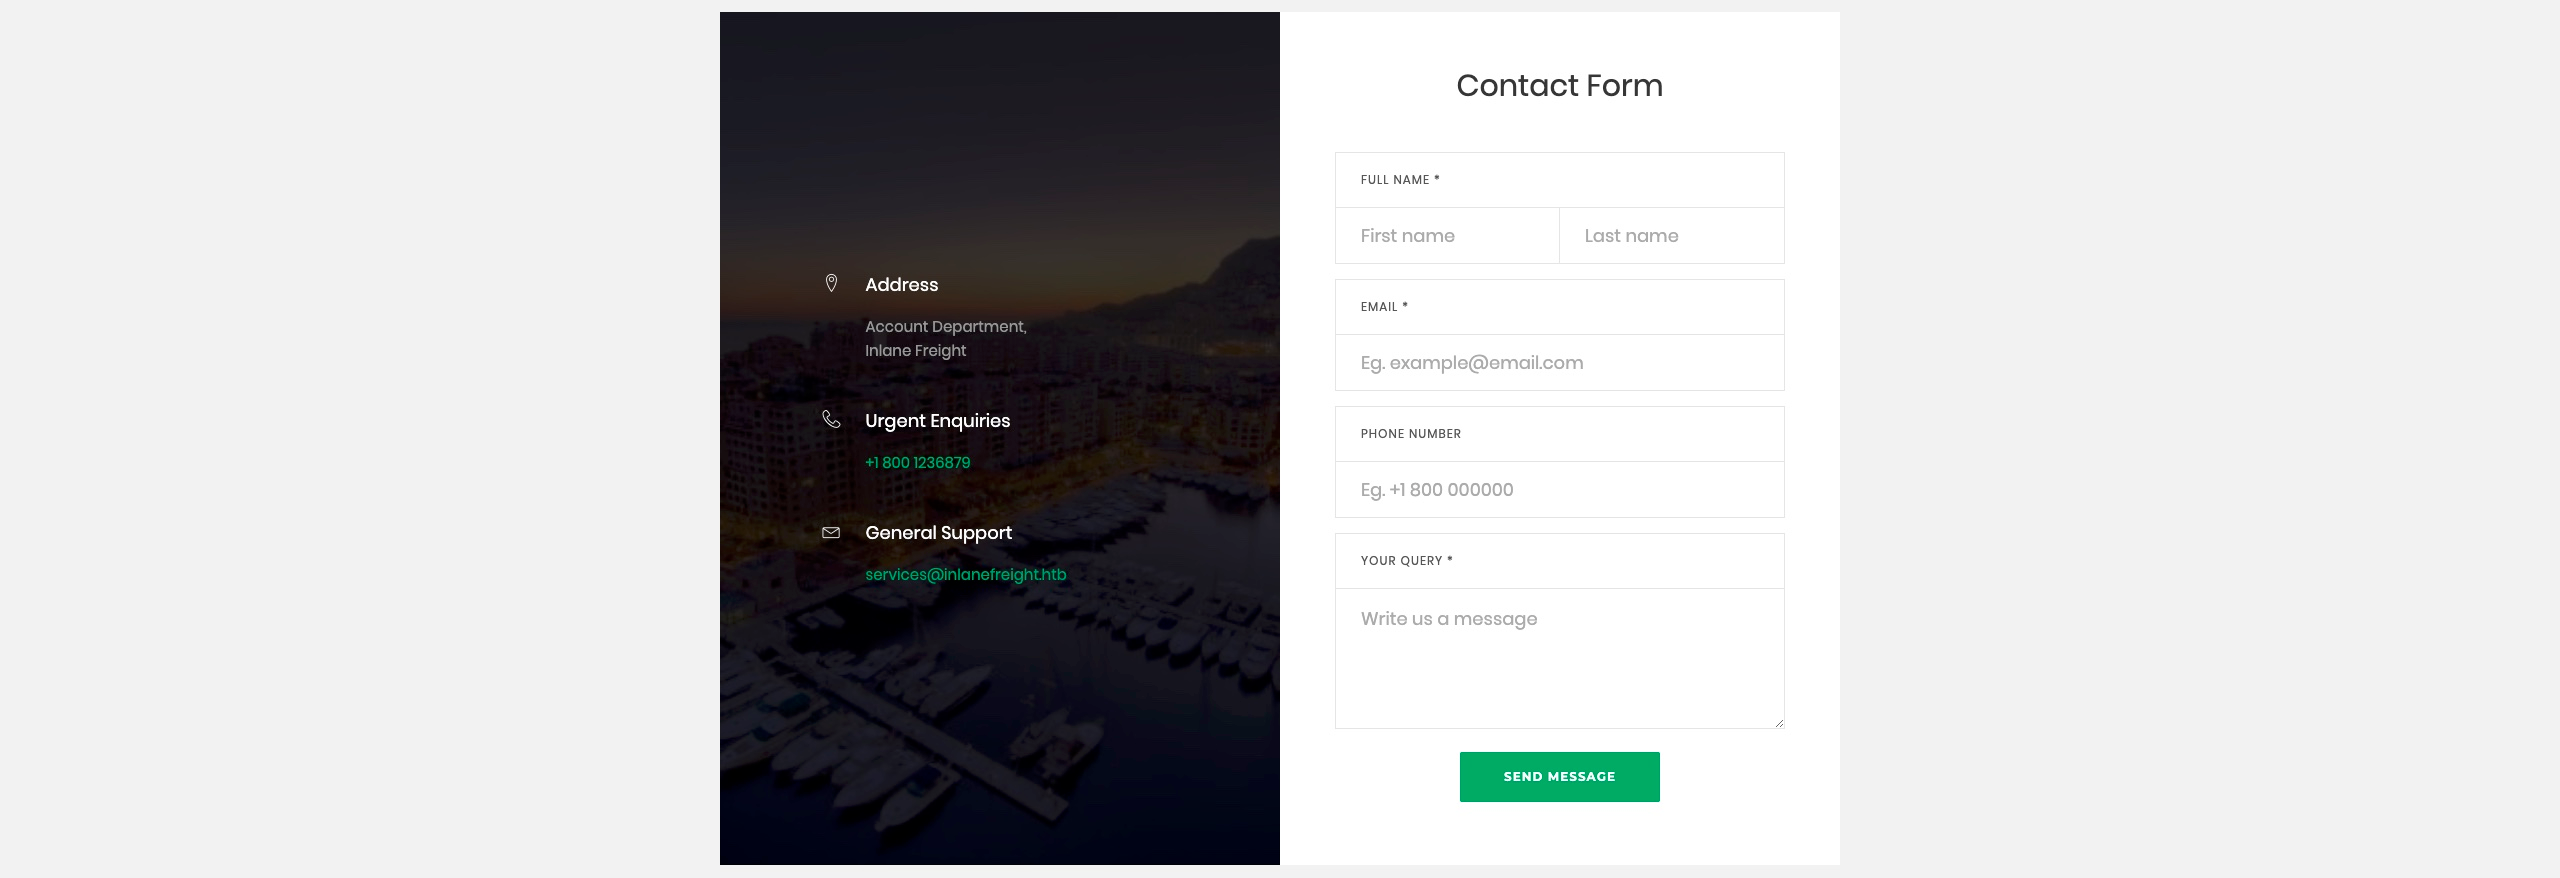 Address
Account Department,
Inlane Freight
Urgent Enquiries
+1 800 1236879
General Support
services@inlanefreight.htb
Contact Form
FULL NAME *
First name
Last name
EMAIL *
Eg. example@email.com
PHONE NUMBER
Eg. +1 800 000000
YOUR QUERY *
Write us a message
SEND MESSAGE